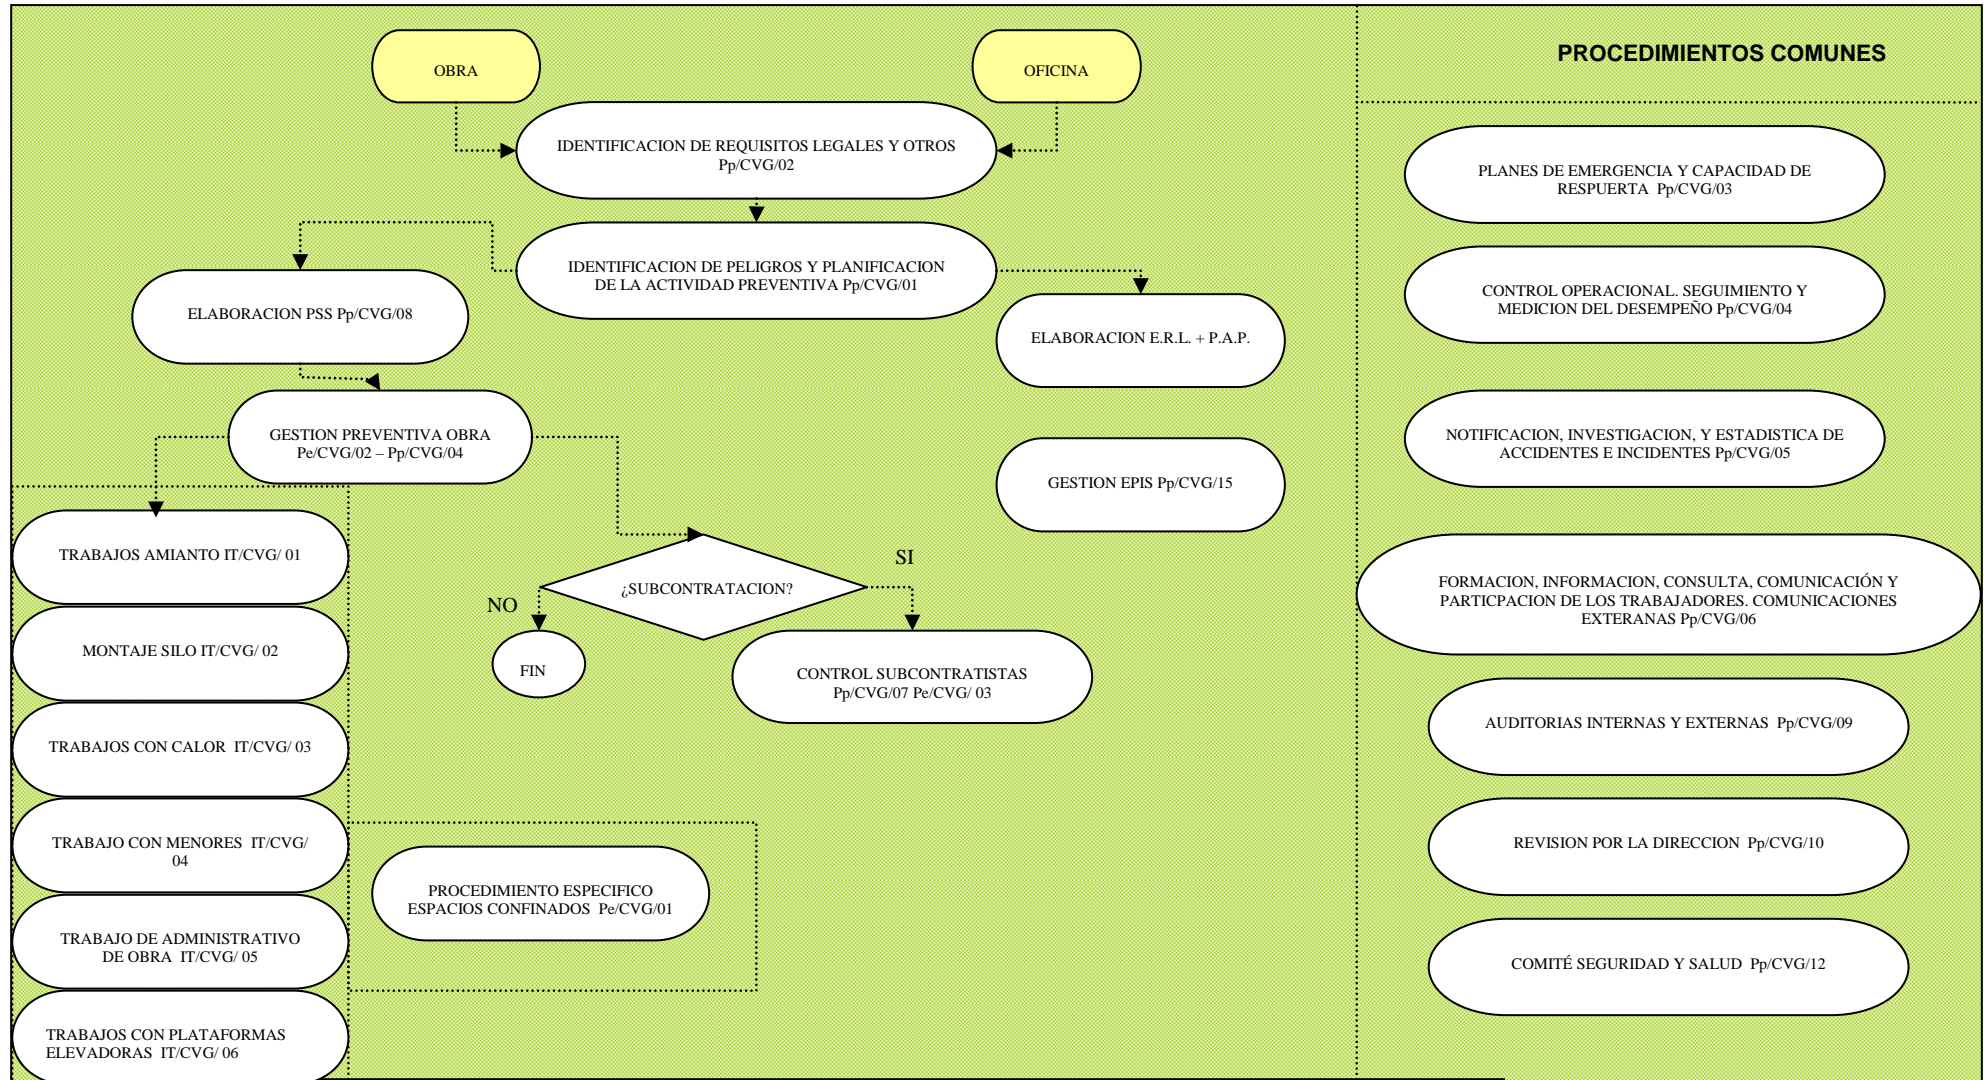 OBRA
OFICINA
PROCEDIMIENTOS COMUNES
IDENTIFICACION DE REQUISITOS LEGALES Y OTROS
Pp/CVG/02
IDENTIFICACION DE PELIGROS Y PLANIFICACION
DE LA ACTIVIDAD PREVENTIVA Pp/CVG/01
ELABORACION PSS Pp/CVG/08
ELABORACION E.R.L. + P.A.P.
GESTION PREVENTIVA OBRA
Pe/CVG/02 – Pp/CVG/04
GESTION EPIS Pp/CVG/15
¿SUBCONTRATACION?
SI
NO
FIN
CONTROL SUBCONTRATISTAS
Pp/CVG/07 Pe/CVG/ 03
TRABAJOS AMIANTO IT/CVG/ 01
MONTAJE SILO IT/CVG/ 02
TRABAJOS CON CALOR IT/CVG/ 03
TRABAJO CON MENORES IT/CVG/
04
TRABAJO DE ADMINISTRATIVO
DE OBRA IT/CVG/ 05
TRABAJOS CON PLATAFORMAS
ELEVADORAS IT/CVG/ 06
PROCEDIMIENTO ESPECIFICO
ESPACIOS CONFINADOS Pe/CVG/01
PLANES DE EMERGENCIA Y CAPACIDAD DE
RESPUERTA Pp/CVG/03
CONTROL OPERACIONAL. SEGUIMIENTO Y
MEDICION DEL DESEMPEÑO Pp/CVG/04
NOTIFICACION, INVESTIGACION, Y ESTADISTICA DE
ACCIDENTES E INCIDENTES Pp/CVG/05
FORMACION, INFORMACION, CONSULTA, COMUNICACIÓN Y
PARTICPACION DE LOS TRABAJADORES. COMUNICACIONES
EXTERANAS Pp/CVG/06
AUDITORIAS INTERNAS Y EXTERNAS Pp/CVG/09
REVISION POR LA DIRECCION Pp/CVG/10
COMITÉ SEGURIDAD Y SALUD Pp/CVG/12